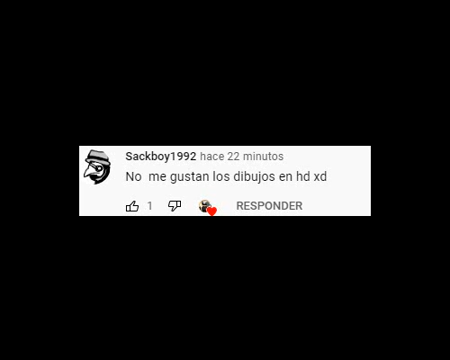 Sackboy1992 hace 22 minutos
No me gustan los dibujos en hd xd
1 RESPONDER